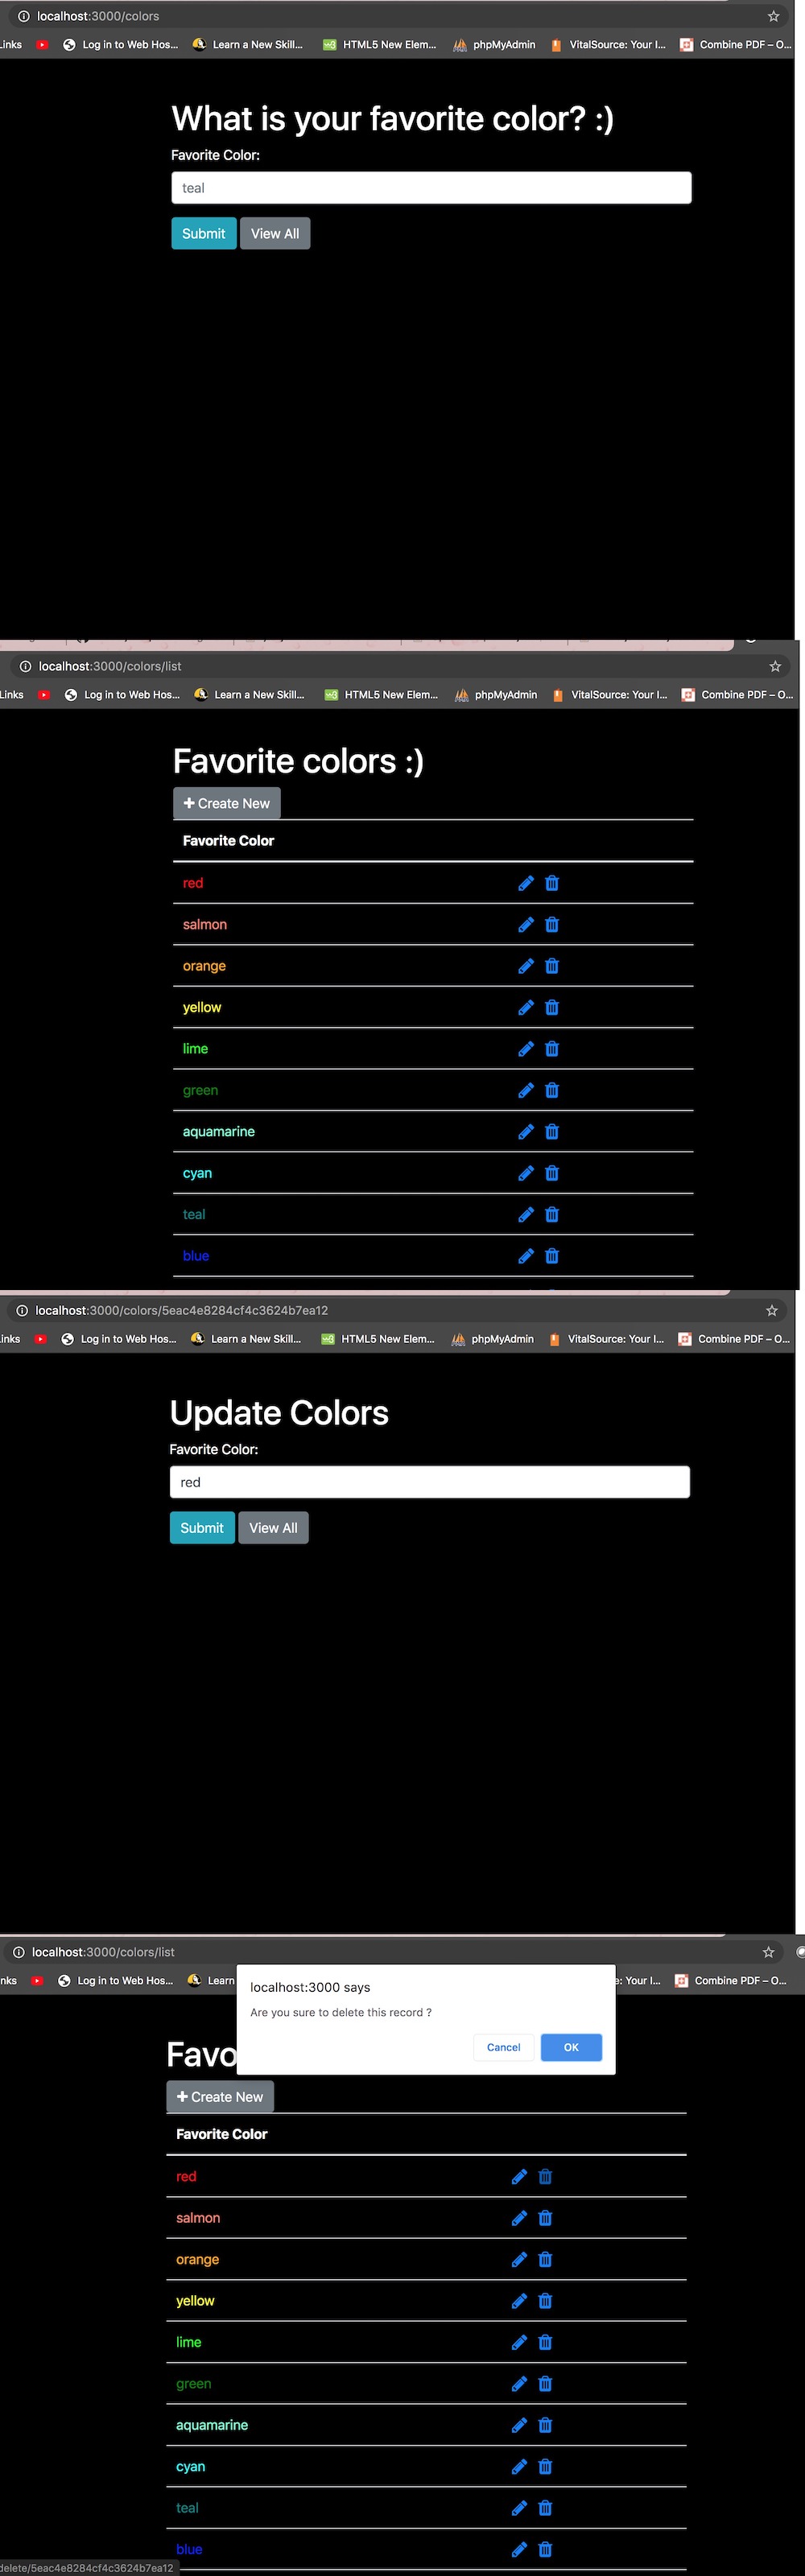 localhost:3000/colors
Links Log in to Web Hos... Learn a New Skill... HTML5 New Elem... phpMyAdmin VitalSource: Your I... Combine PDF – O...
What is your favorite color? :)
Favorite Color:
teal
Submit View All
localhost:3000/colors/list
Links Log in to Web Hos... Learn a New Skill... HTML5 New Elem... phpMyAdmin VitalSource: Your I... Combine PDF – O...
Favorite colors :)
+ Create New
Favorite Color
red
salmon
orange
yellow
lime
green
aquamarine
cyan
teal
blue
localhost:3000/colors/5eac4e8284cf4c3624b7ea12
inks Log in to Web Hos... Learn a New Skill... HTML5 New Elem... phpMyAdmin VitalSource: Your I... Combine PDF – O...
Update Colors
Favorite Color:
red
Submit View All
localhost:3000/colors/list
nks Log in to Web Hos... Learn e: Your I... Combine PDF – O...
localhost:3000 says
Are you sure to delete this record ?
Cancel OK
Favo
+ Create New
Favorite Color
red
salmon
orange
yellow
lime
green
aquamarine
cyan
teal
blue
delete/5eac4e8284cf4c3624b7ea12